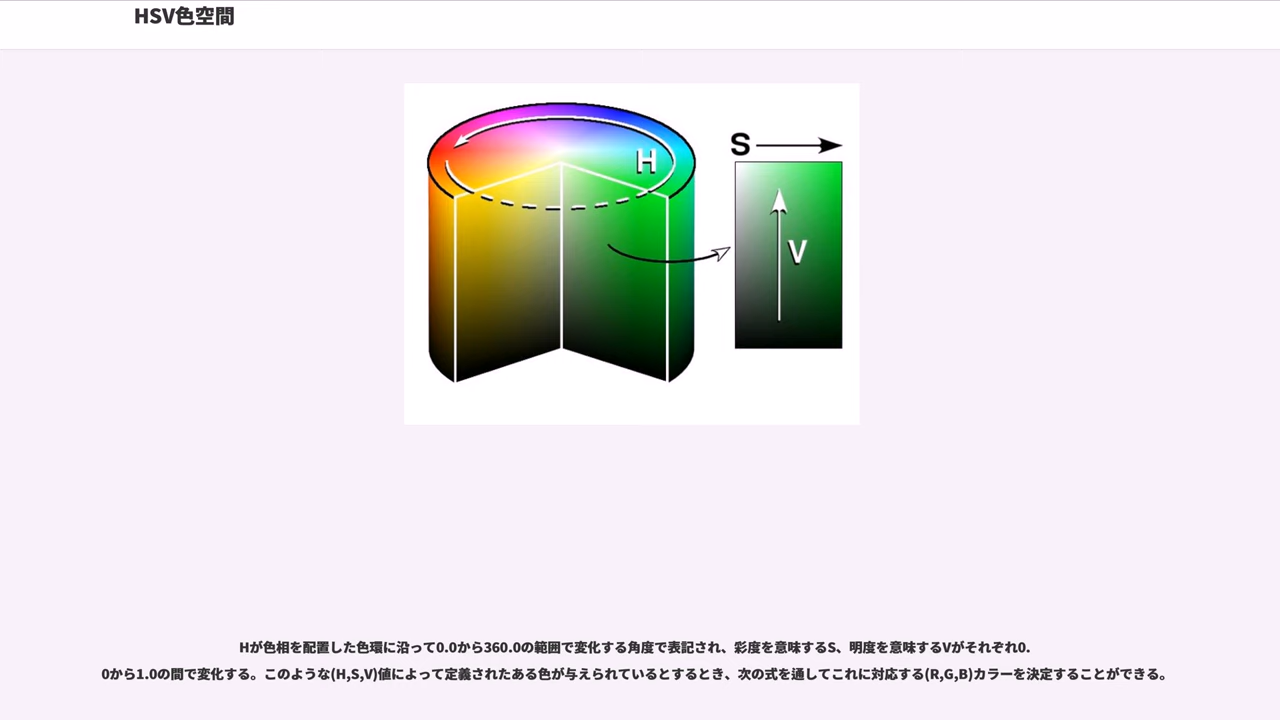 HSV色空間
S
H
V
Hが色相を配置した色環に沿って0.0から360.0の範囲で変化する角度で表記され、彩度を意味するS、明度を意味するVがそれぞれ0.
0から1.0の間で変化する。このような(H,S,V)値によって定義されたある色が与えられているとするとき、次の式を通してこれに対応する(R,G,B)カラーを決定することができる。